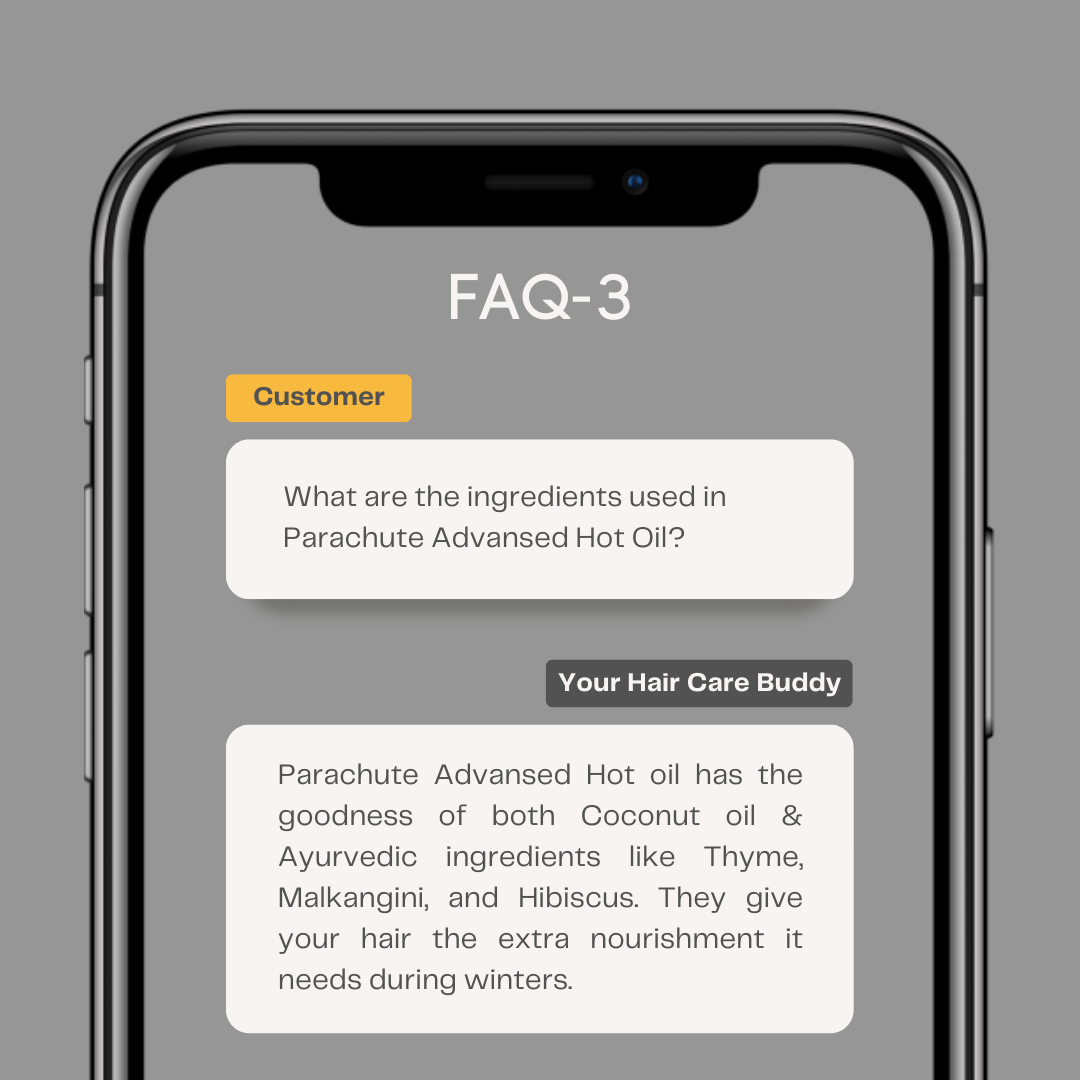 FAQ-3
Customer
What are the ingredients used in
Parachute Advansed Hot Oil?
Your Hair Care Buddy
Parachute Advansed Hot oil has the
goodness of both Coconut oil &
Ayurvedic ingredients like Thyme,
Malkangini, and Hibiscus. They give
your hair the extra nourishment it
needs during winters.